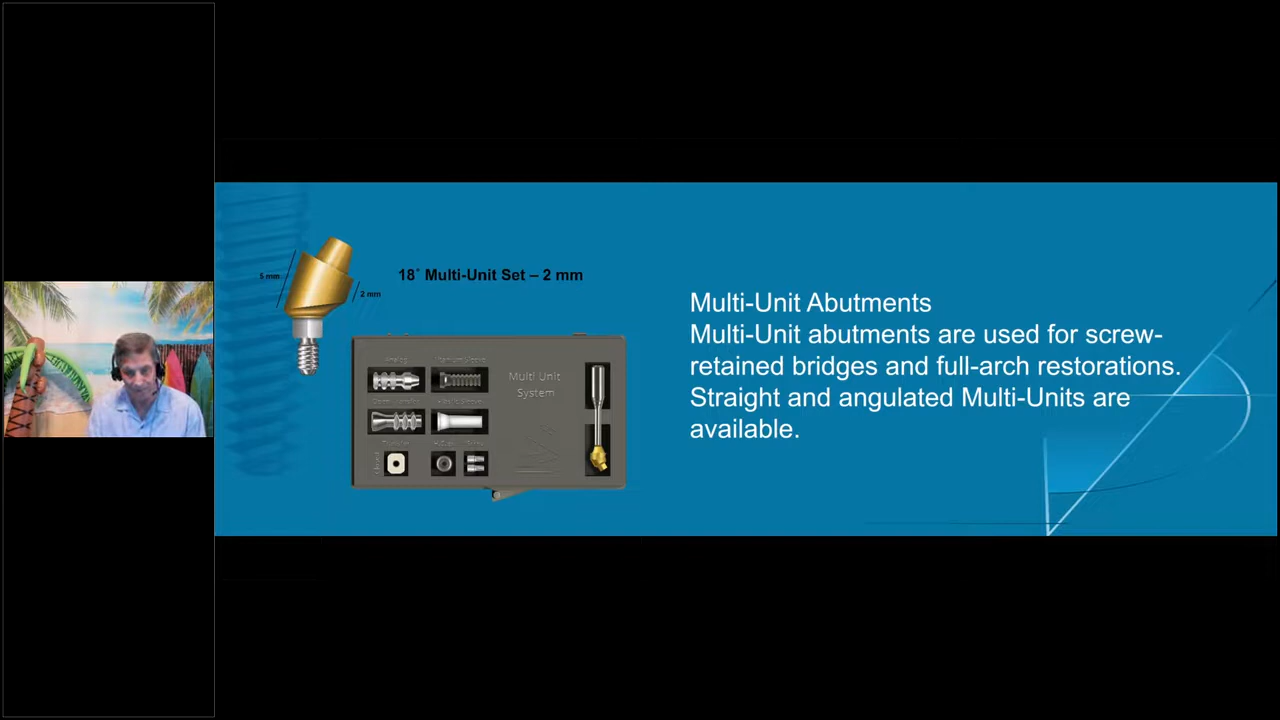 5 mm
18° Multi-Unit Set – 2 mm
2 mm
Analog
Multi Unit
System
Multi-Unit Abutments
Multi-Unit abutments are used for screw-
retained bridges and full-arch restorations.
Straight and angulated Multi-Units are
available.